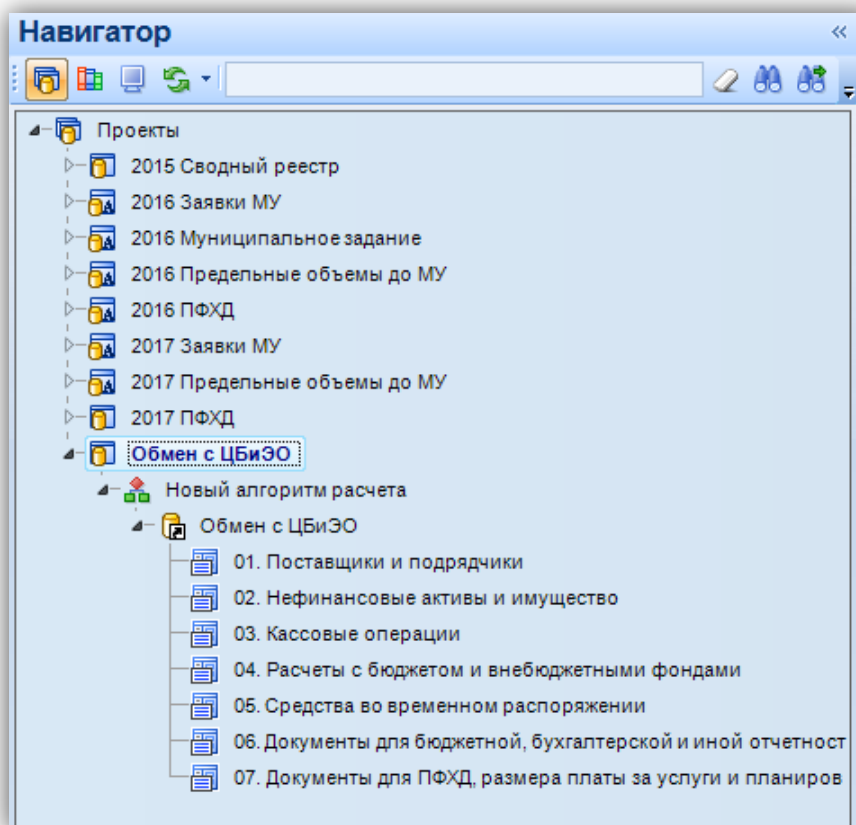 Навигатор
Проекты
2015 Сводный реестр
2016 Заявки МУ
2016 Муниципальное задание
2016 Предельные объемы до МУ
2016 ПФХД
2017 Заявки МУ
2017 Предельные объемы до МУ
2017 ПФХД
Обмен с ЦБиЭО
Новый алгоритм расчета
Обмен с ЦБиЭО
01. Поставщики и подрядчики
02. Нефинансовые активы и имущество
03. Кассовые операции
04. Расчеты с бюджетом и внебюджетными фондами
05. Средства во временном распоряжении
06. Документы для бюджетной, бухгалтерской и иной отчетност
07. Документы для ПФХД, размера платы за услуги и планиров